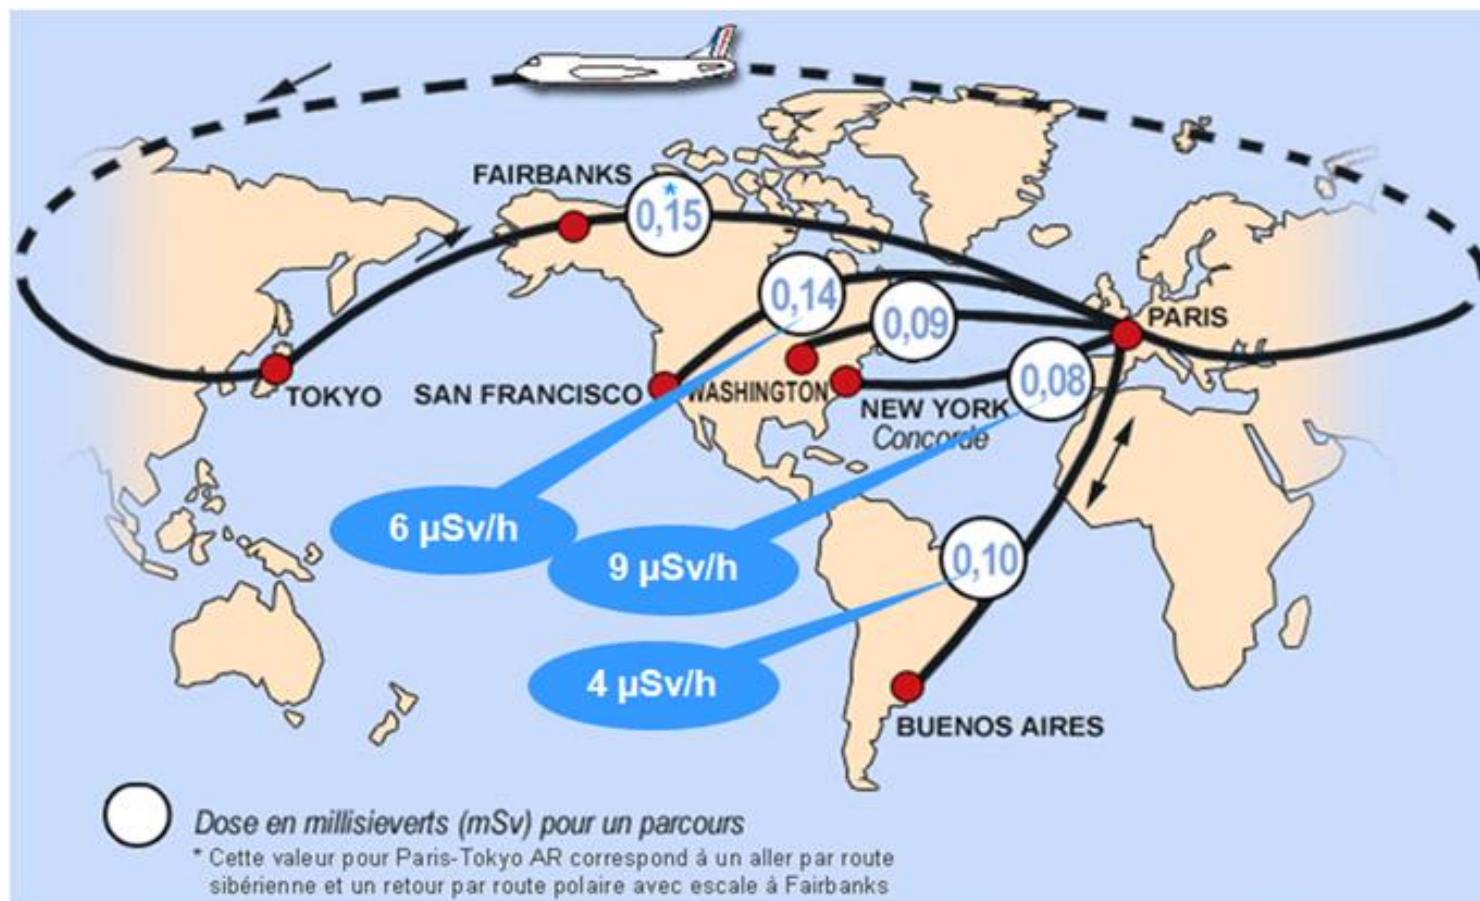 FAIRBANKS
*
0,15
0,14
0,09
PARIS
TOKYO
SAN FRANCISCO
WASHINGTON
0,08
NEW YORK
Concorde
6 µSv/h
9 µSv/h
0,10
4 µSv/h
BUENOS AIRES
Dose en millisieverts (mSv) pour un parcours
* Cette valeur pour Paris-Tokyo AR correspond à un aller par route
sibérienne et un retour par route polaire avec escale à Fairbanks